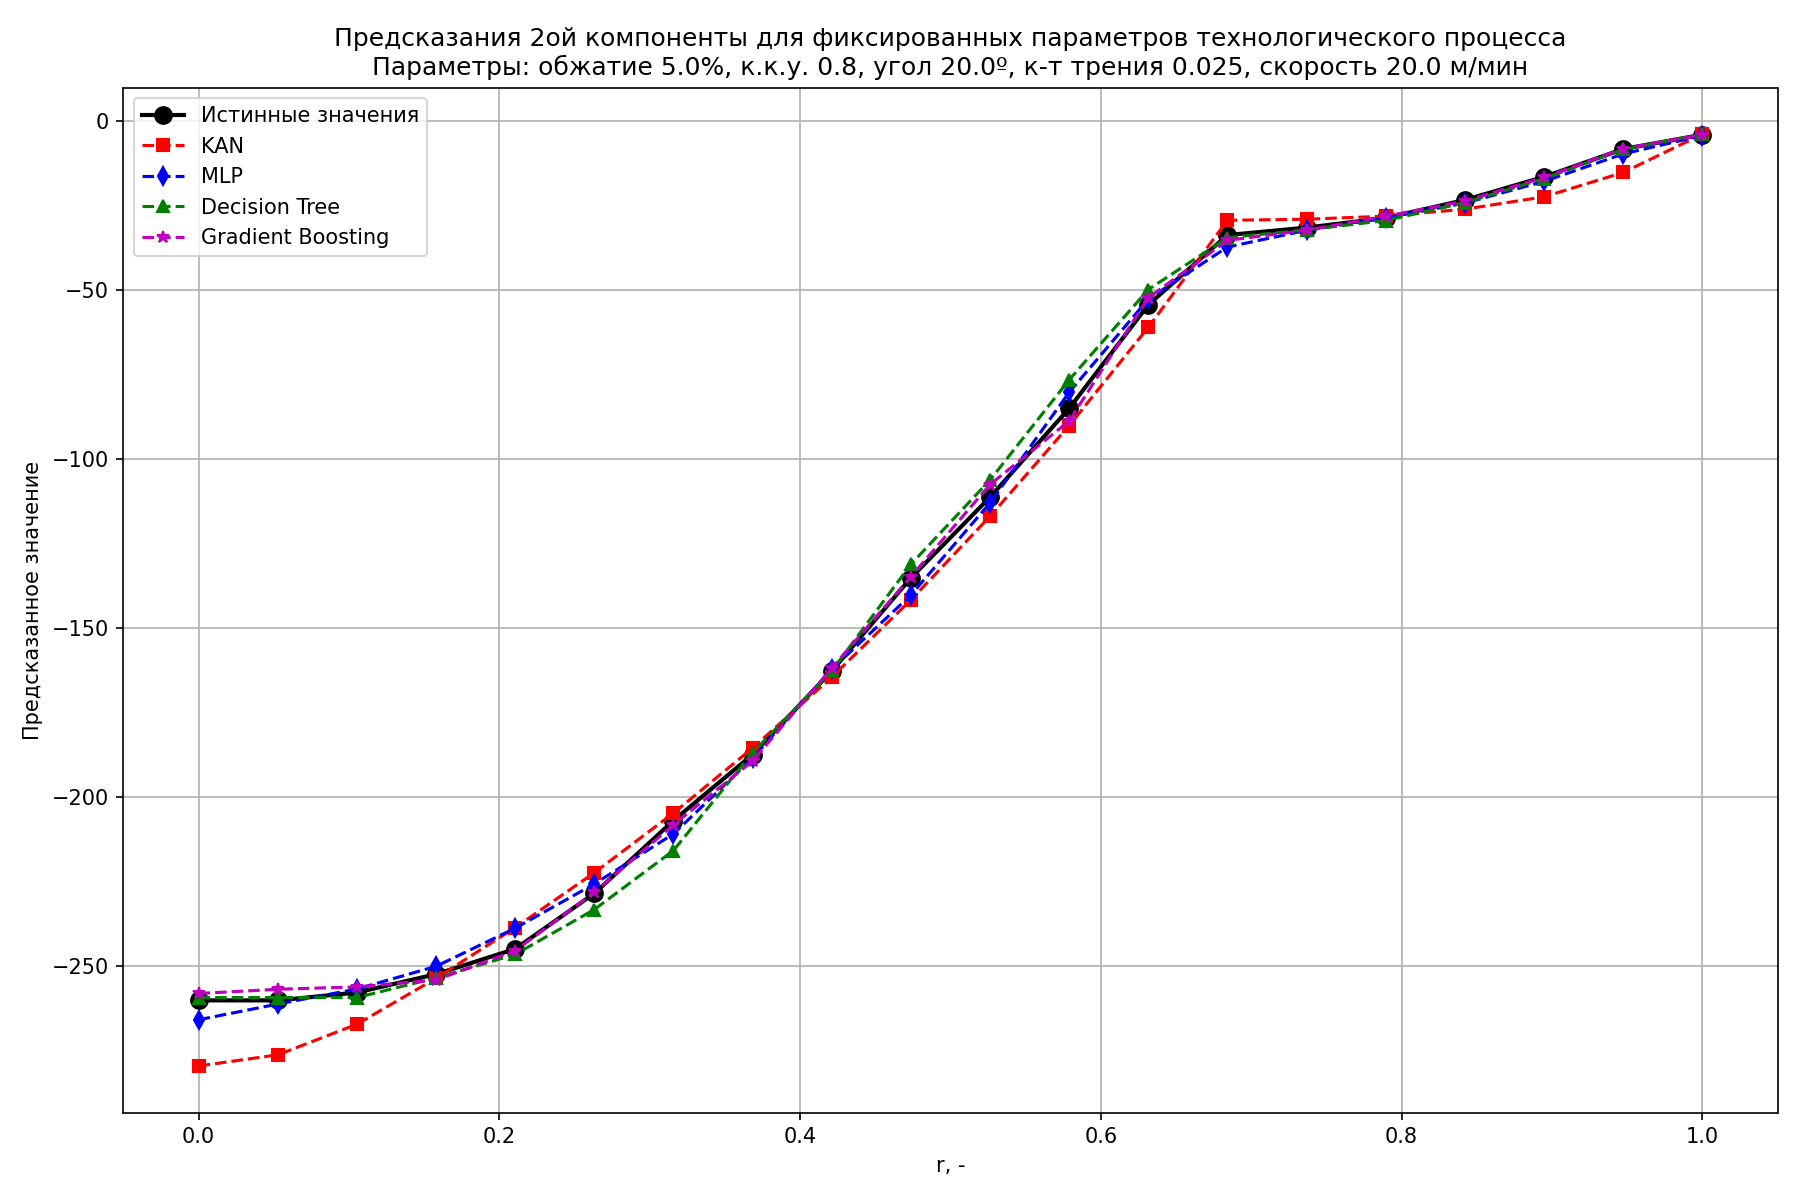 Предсказания 2ой компоненты для фиксированных параметров технологического процесса
Параметры: обжатие 5.0%, к.к.у. 0.8, угол 20.0º, к-т трения 0.025, скорость 20.0 м/мин
Истинные значения
KAN
MLP
Decision Tree
Gradient Boosting
Предсказанное значение
0
−50
−100
−150
−200
−250
0.0
0.2
0.4
0.6
0.8
1.0
r, -